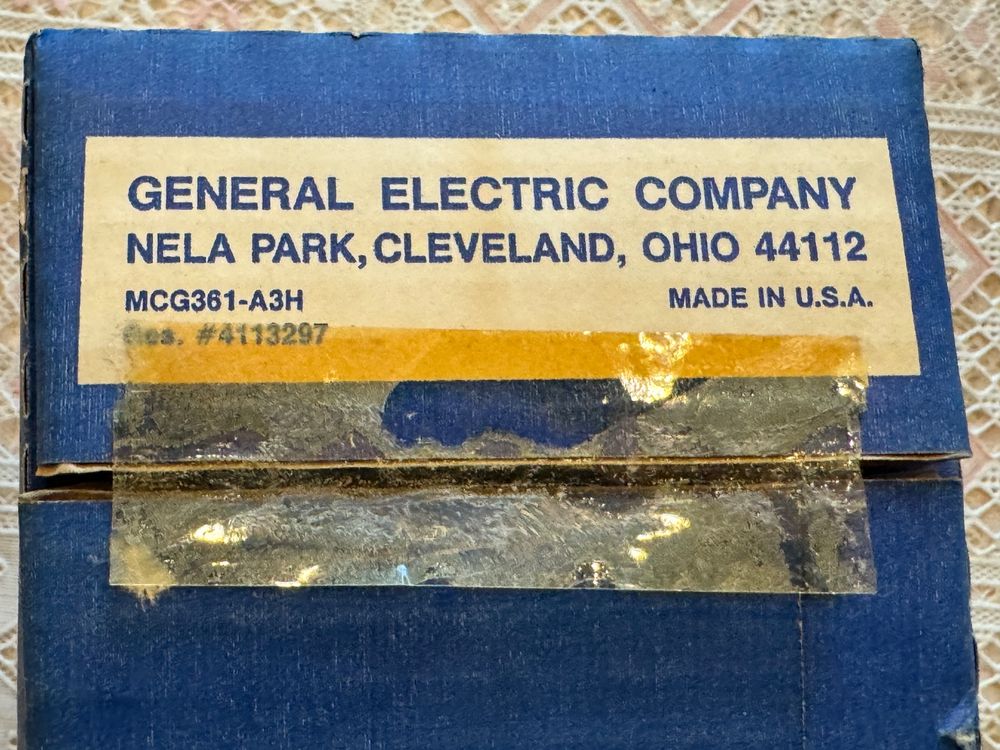 GENERAL ELECTRIC COMPANY
NELA PARK, CLEVELAND, OHIO 44112
MCG361-A3H MADE IN U.S.A.
#4113297